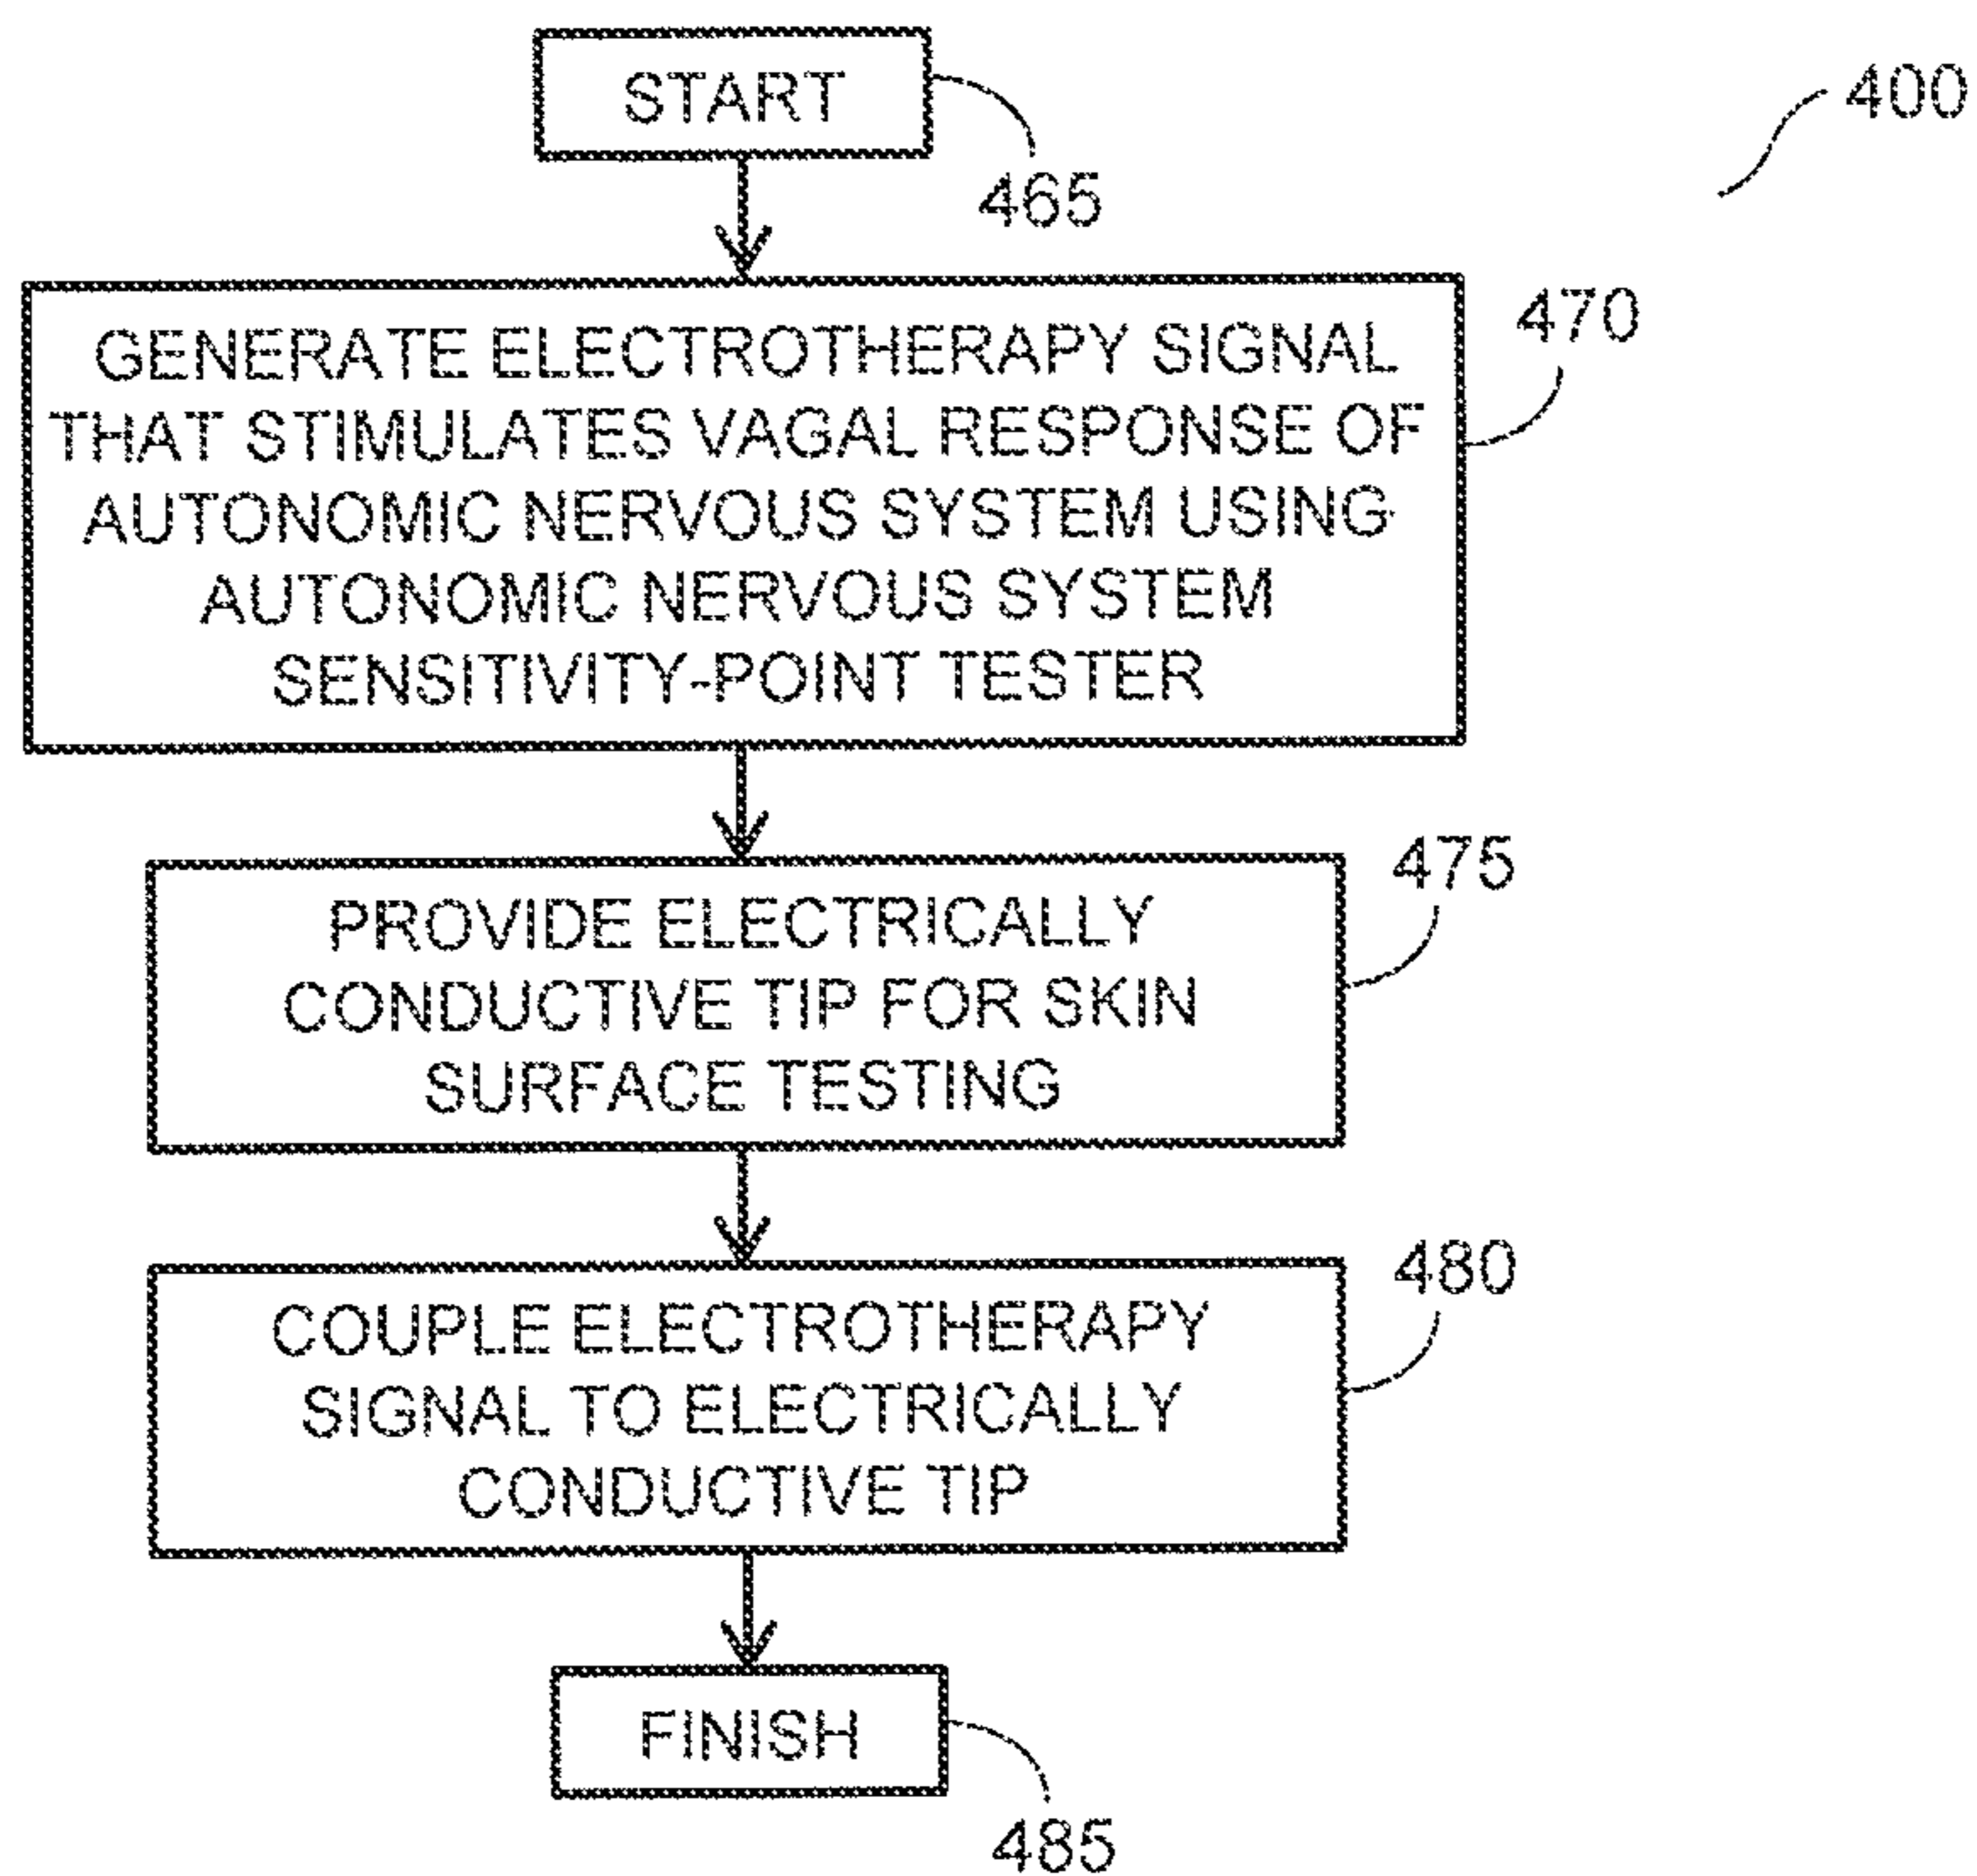 START
400
465
GENERATE ELECTROTHERAPY SIGNAL
THAT STIMULATES VAGAL RESPONSE OF
AUTONOMIC NERVOUS SYSTEM USING
AUTONOMIC NERVOUS SYSTEM
SENSITIVITY-POINT TESTER
470
PROVIDE ELECTRICALLY
CONDUCTIVE TIP FOR SKIN
SURFACE TESTING
475
COUPLE ELECTROTHERAPY
SIGNAL TO ELECTRICALLY
CONDUCTIVE TIP
480
FINISH
485